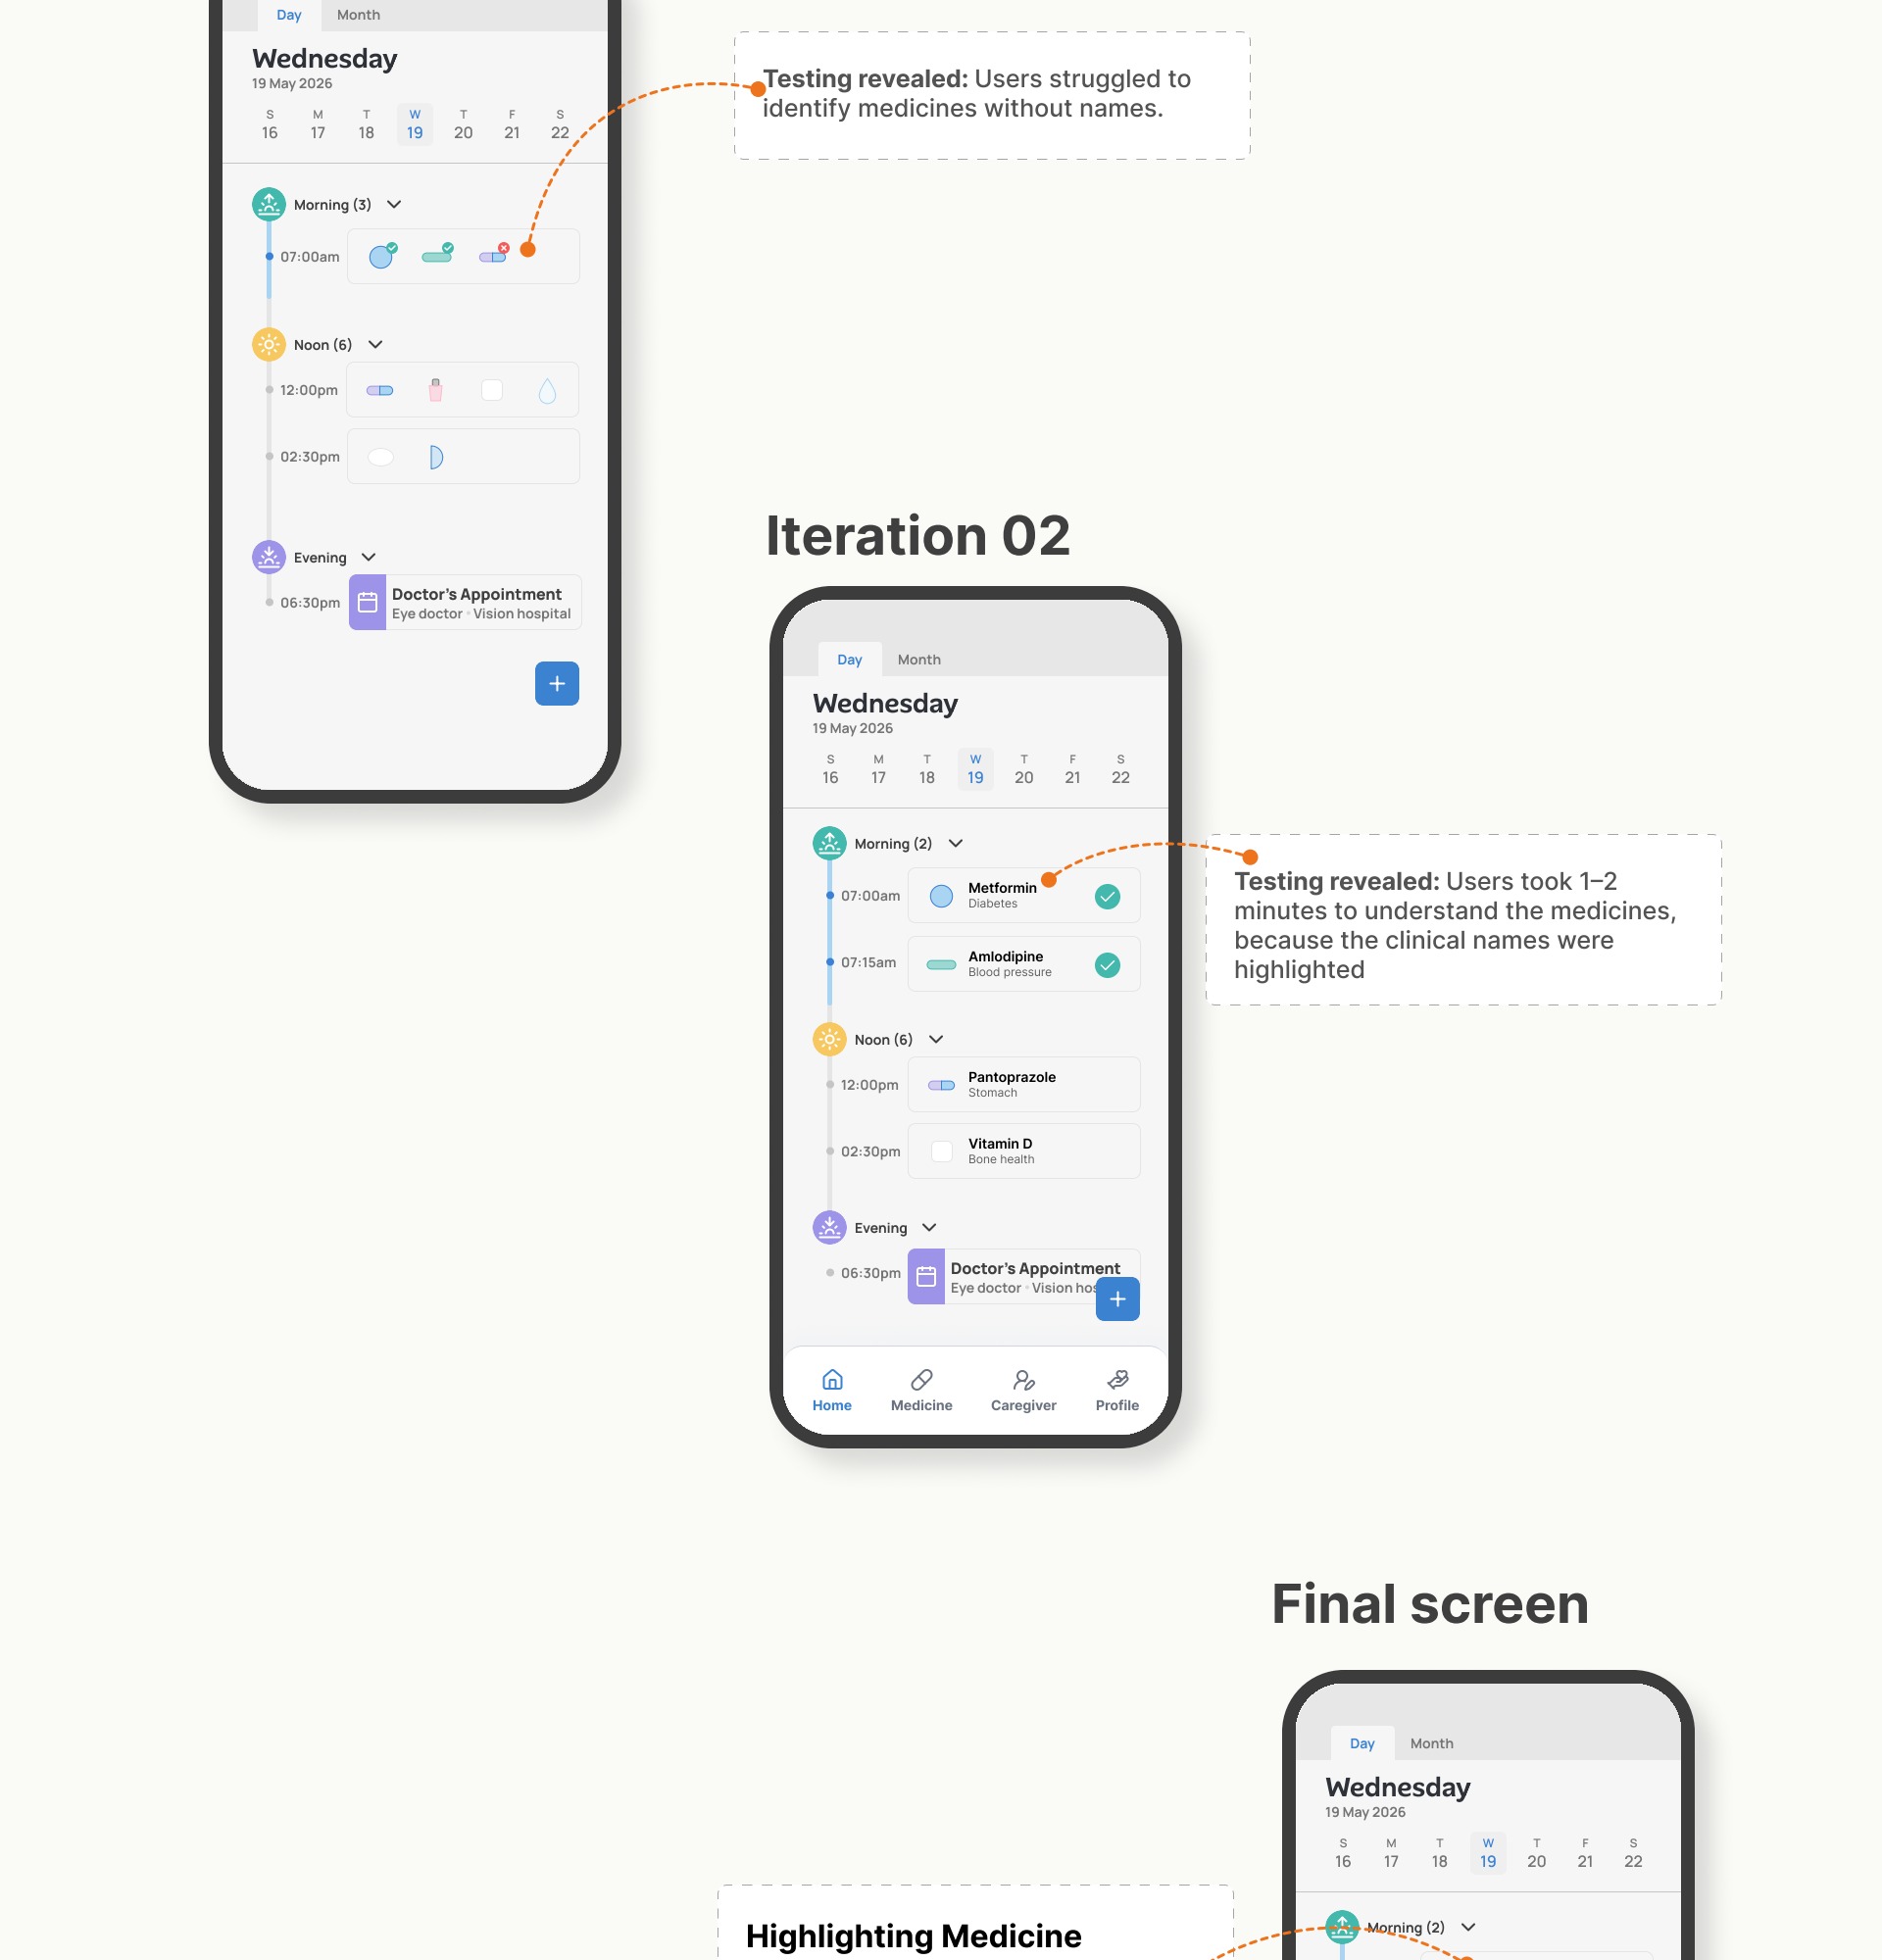 Day Month
Wednesday
19 May 2026
S M T W T F S
16 17 18 19 20 21 22
Morning (3)
07:00am
Noon (6)
12:00pm
02:30pm
Evening
06:30pm
Doctor's Appointment
Eye doctor • Vision hospital
Testing revealed: Users struggled to
identify medicines without names.
Iteration 02
Day Month
Wednesday
19 May 2026
S M T W T F S
16 17 18 19 20 21 22
Morning (2)
07:00am
Metformin
Diabetes
07:15am
Amlodipine
Blood pressure
Noon (6)
12:00pm
Pantoprazole
Stomach
02:30pm
Vitamin D
Bone health
Evening
06:30pm
Doctor's Appointment
Eye doctor • Vision hos
Home Medicine Caregiver Profile
Testing revealed: Users took 1–2
minutes to understand the medicines,
because the clinical names were
highlighted
Final screen
Day Month
Wednesday
19 May 2026
S M T W T F S
16 17 18 19 20 21 22
Morning (2)
Highlighting Medicine